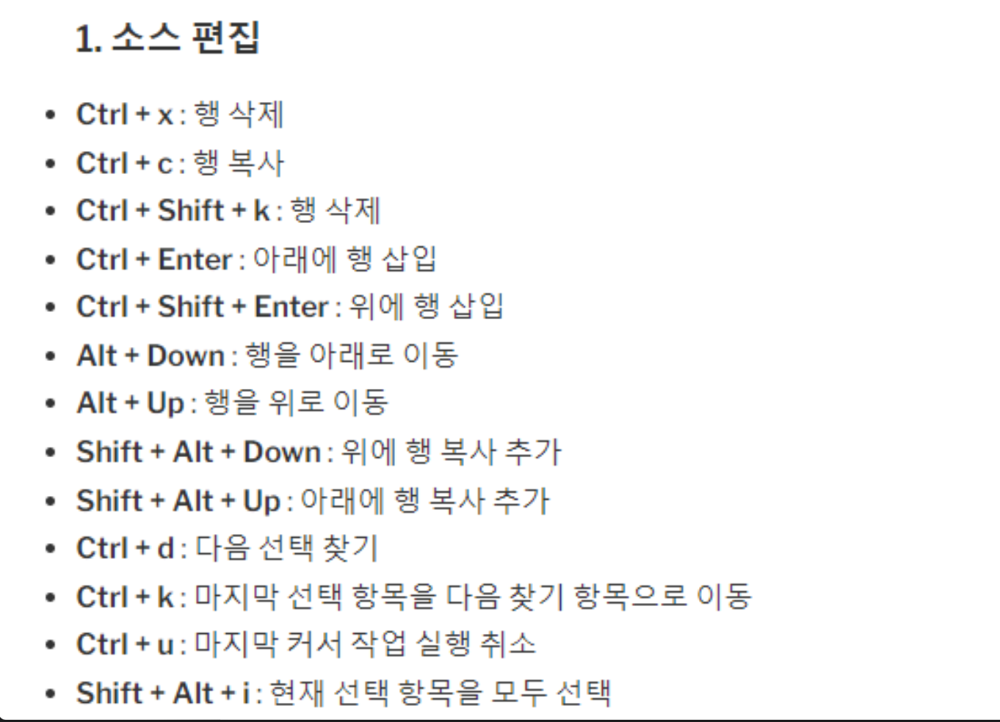 1. 소스 편집
• Ctrl + x : 행 삭제
• Ctrl + c : 행 복사
• Ctrl + Shift + k : 행 삭제
• Ctrl + Enter : 아래에 행 삽입
• Ctrl + Shift + Enter : 위에 행 삽입
• Alt + Down : 행을 아래로 이동
• Alt + Up : 행을 위로 이동
• Shift + Alt + Down : 위에 행 복사 추가
• Shift + Alt + Up : 아래에 행 복사 추가
• Ctrl + d : 다음 선택 찾기
• Ctrl + k : 마지막 선택 항목을 다음 찾기 항목으로 이동
• Ctrl + u : 마지막 커서 작업 실행 취소
• Shift + Alt + i : 현재 선택 항목을 모두 선택